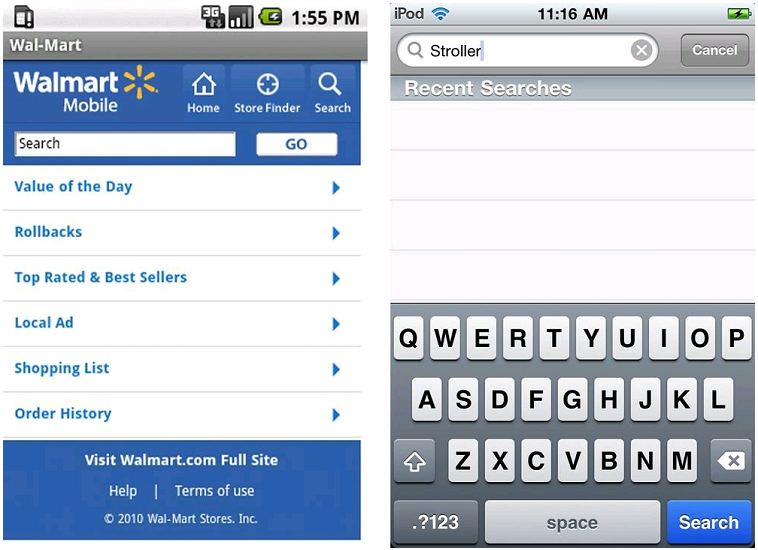 3G 1:55 PM
Wal-Mart
Walmart
Mobile
Home Store Finder Search
Search GO
Value of the Day
Rollbacks
Top Rated & Best Sellers
Local Ad
Shopping List
Order History
Visit Walmart.com Full Site
Help | Terms of use
© 2010 Wal-Mart Stores. Inc.
iPod 11:16 AM
Stroller Cancel
Recent Searches
Q W E R T Y U I O P
A S D F G H J K L
Z X C V B N M
.?123 space Search